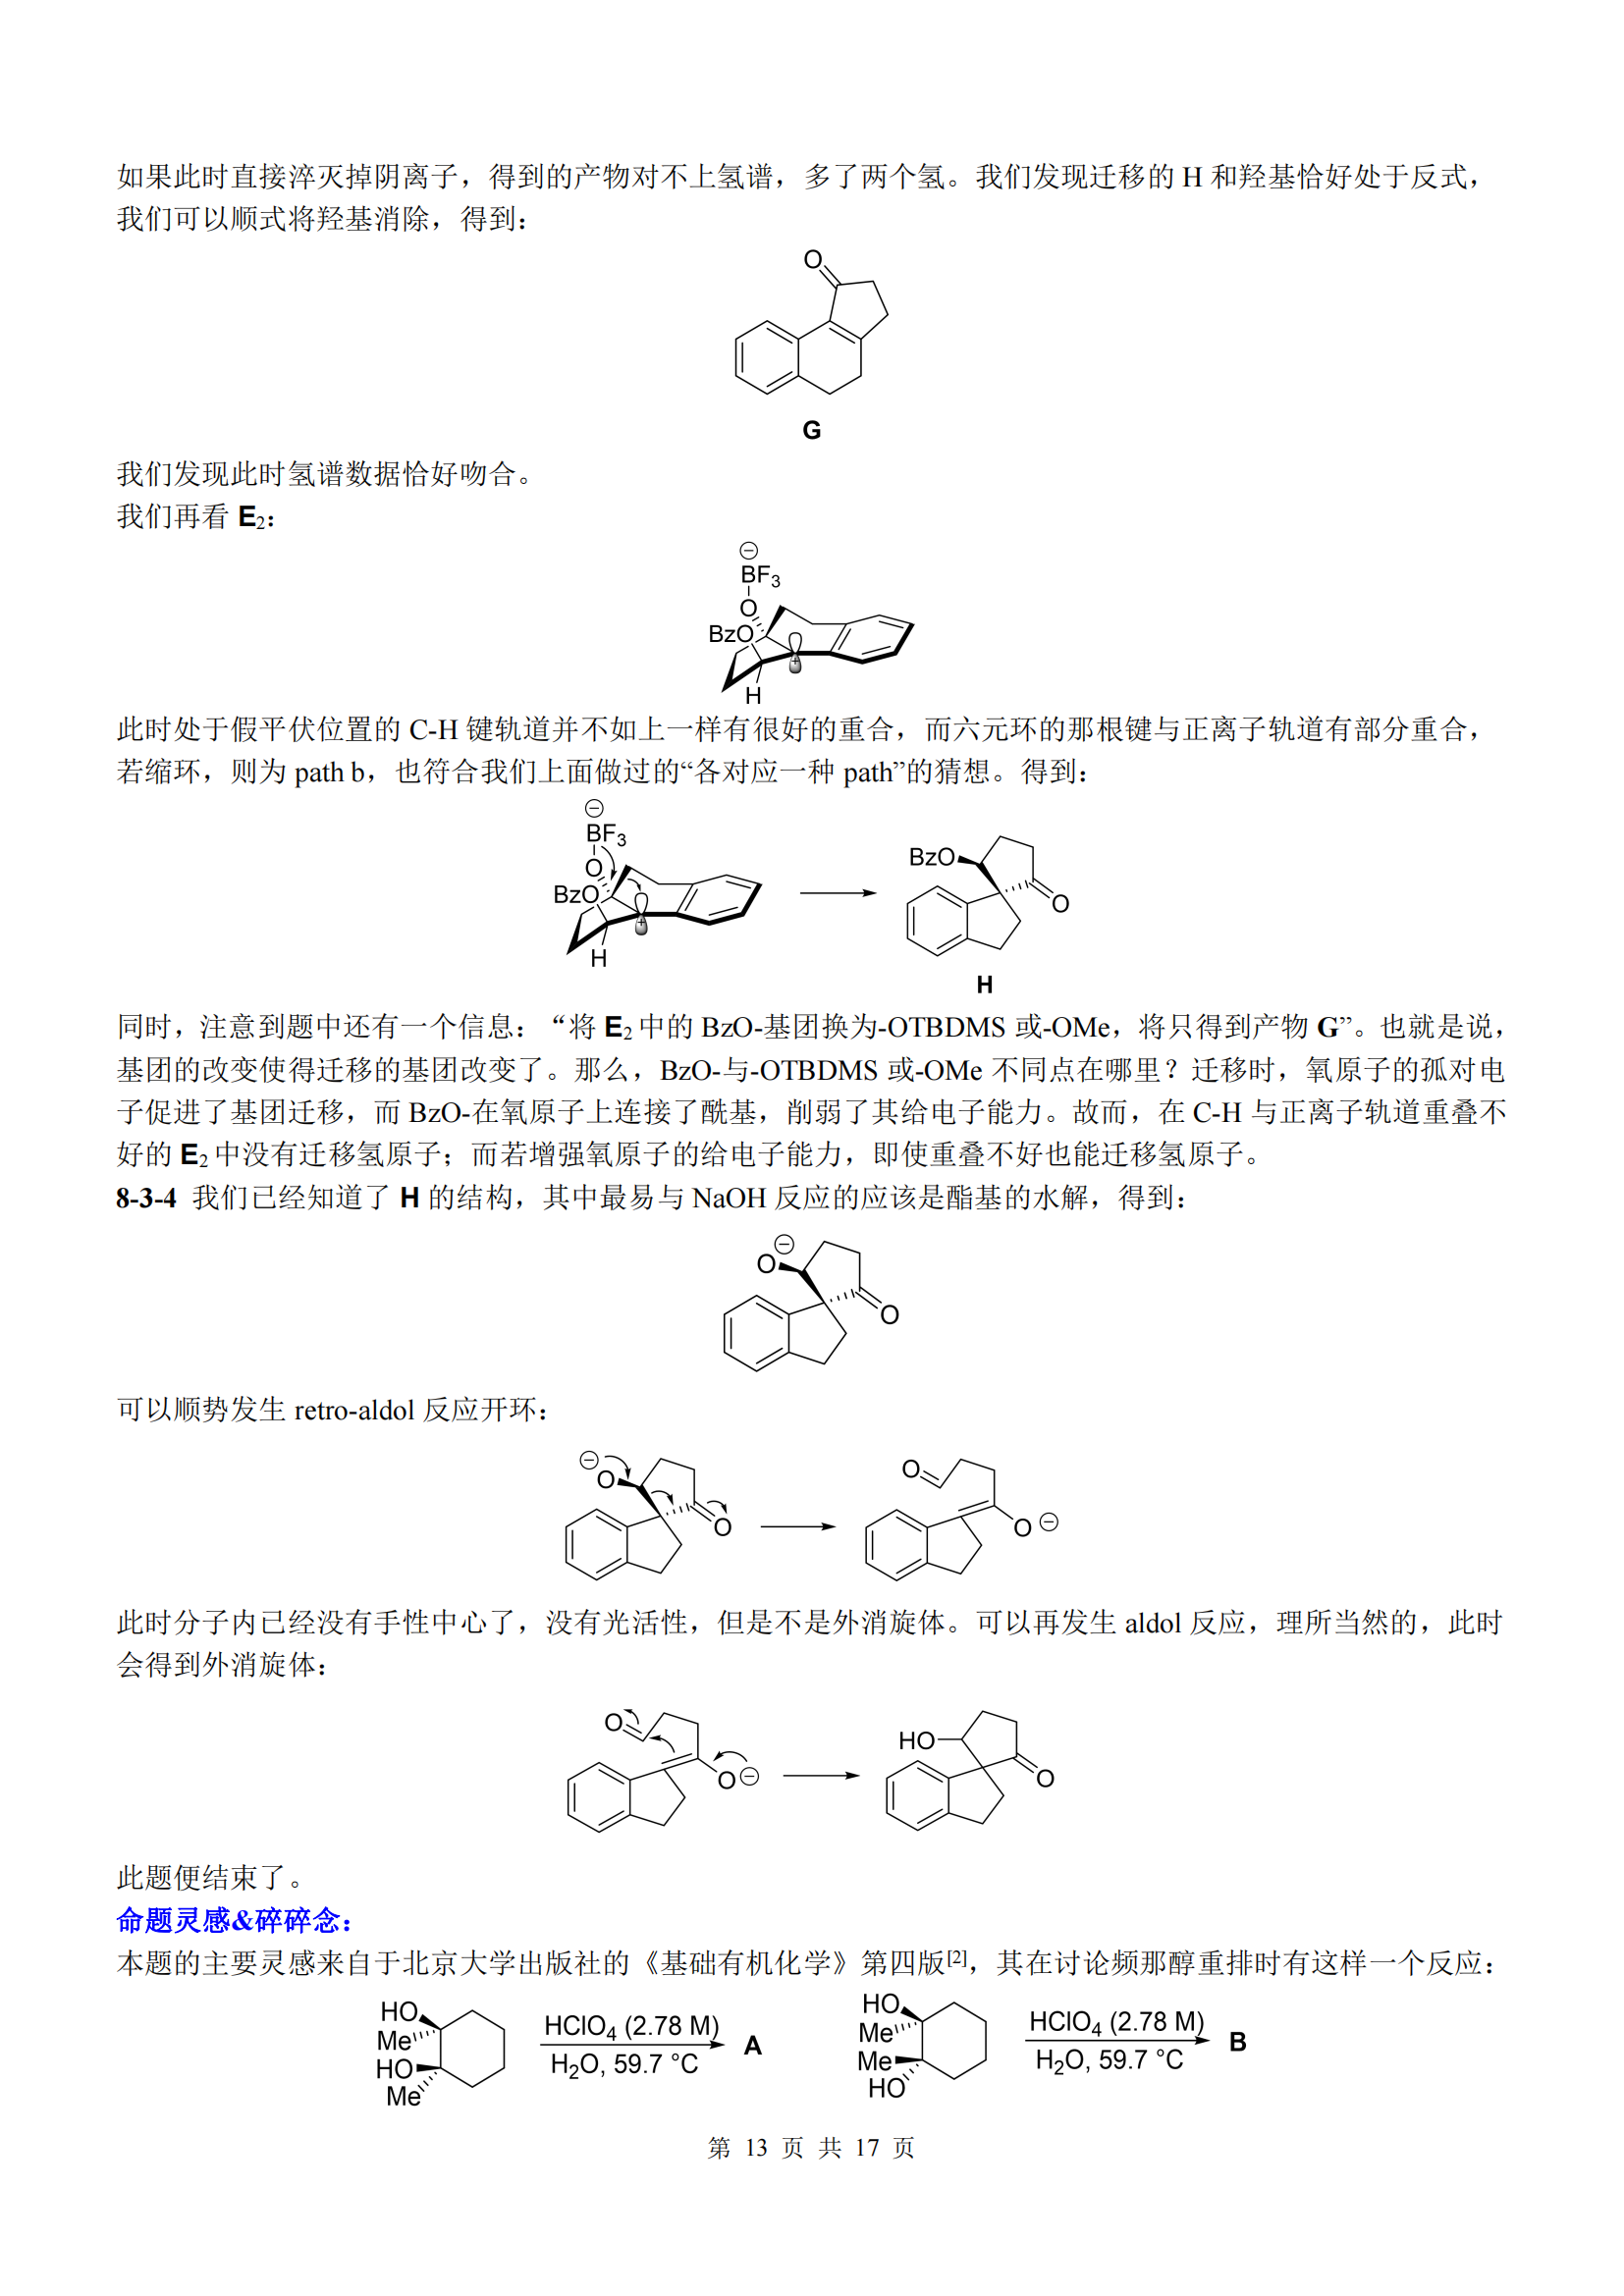 如果此时直接淬灭掉阴离子，得到的产物对不上氢谱，多了两个氢。我们发现迁移的 H 和羟基恰好处于反式，
我们可以顺式将羟基消除，得到：
O
G
我们发现此时氢谱数据恰好吻合。
我们再看 E2：
⊖
BF3
O
BzO
+
H
此时处于假平伏位置的 C-H 键轨道并不如上一样有很好的重合，而六元环的那根键与正离子轨道有部分重合，
若缩环，则为 path b，也符合我们上面做过的“各对应一种 path”的猜想。得到：
⊖
BF3
O
BzO
+
H
BzO
O
H
同时，注意到题中还有一个信息：“将 E2 中的 BzO-基团换为-OTBDMS 或-OMe，将只得到产物 G”。也就是说，
基团的改变使得迁移的基团改变了。那么，BzO-与-OTBDMS 或-OMe 不同点在哪里？迁移时，氧原子的孤对电
子促进了基团迁移，而 BzO-在氧原子上连接了酰基，削弱了其给电子能力。故而，在 C-H 与正离子轨道重叠不
好的 E2 中没有迁移氢原子；而若增强氧原子的给电子能力，即使重叠不好也能迁移氢原子。
8-3-4 我们已经知道了 H 的结构，其中最易与 NaOH 反应的应该是酯基的水解，得到：
O ⊖
O
可以顺势发生 retro-aldol 反应开环：
⊖
O
O
O
O ⊖
此时分子内已经没有手性中心了，没有光活性，但是不是外消旋体。可以再发生 aldol 反应，理所当然的，此时
会得到外消旋体：
O
O ⊖
HO
O
此题便结束了。
命题灵感&碎碎念：
本题的主要灵感来自于北京大学出版社的《基础有机化学》第四版[2]，其在讨论频那醇重排时有这样一个反应：
HO
Me
HO
Me
HClO4 (2.78 M)
H2O, 59.7 °C
A
HO
Me
Me
HO
HClO4 (2.78 M)
H2O, 59.7 °C
B
第 13 页 共 17 页